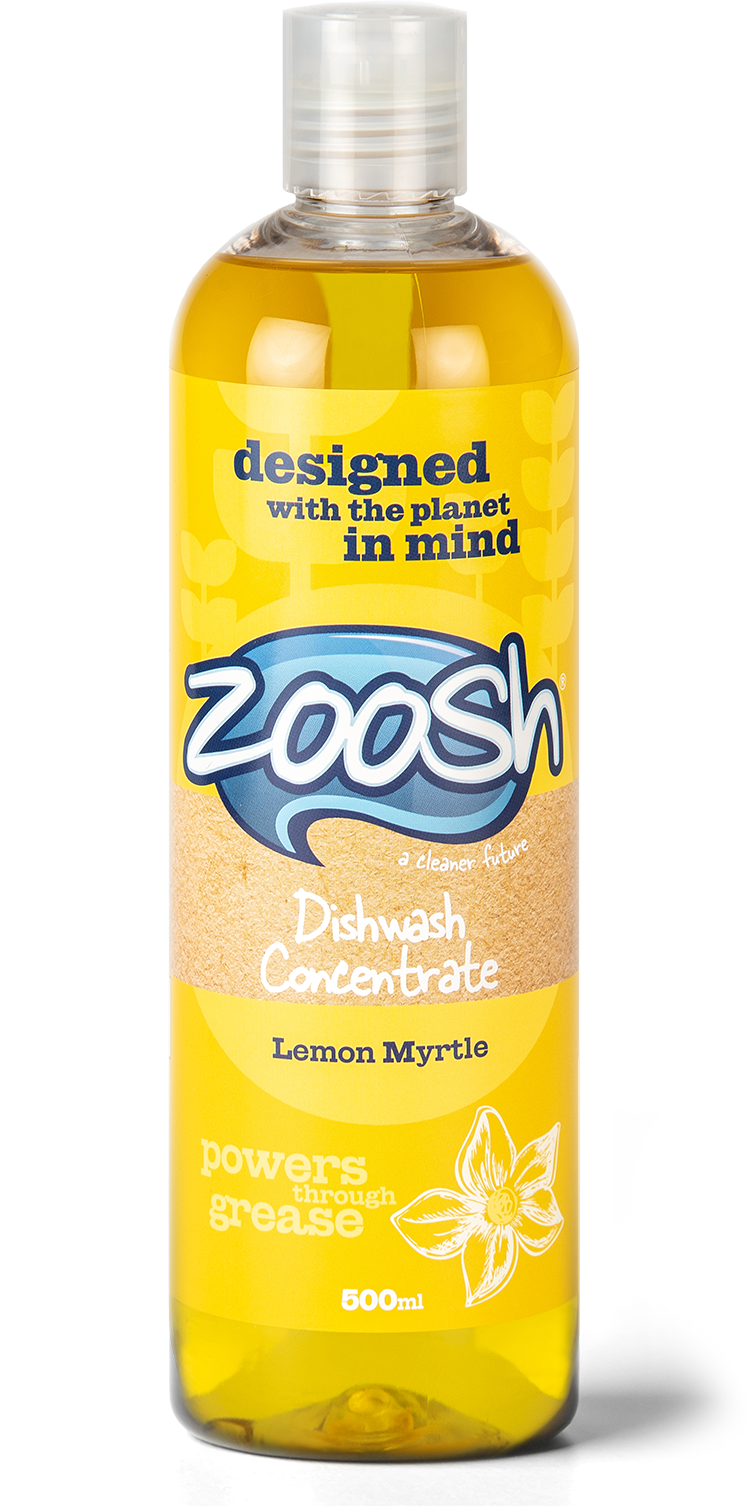 designed
with the planet
in mind
zoosh®
a cleaner future
Dishwash
Concentrate
Lemon Myrtle
powers
through
grease
500ml